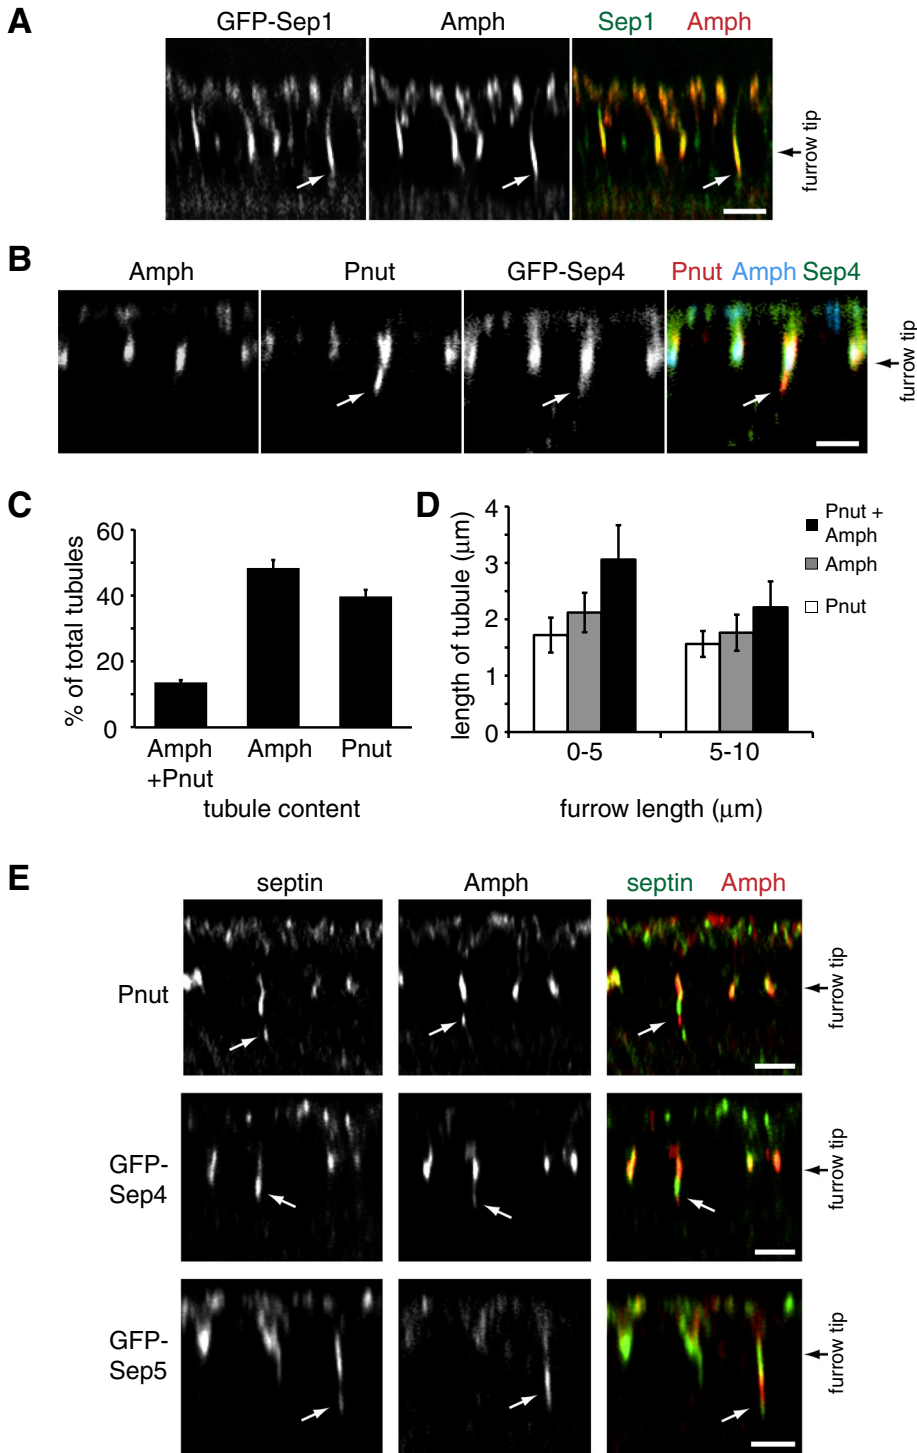 A
GFP-Sep1
Amph
Sep1 Amph
furrow tip
B
Amph
Pnut
GFP-Sep4
Pnut Amph Sep4
furrow tip
C
% of total tubules
60
40
20
0
Amph
+Pnut
Amph
Pnut
tubule content
D
length of tubule (μm)
4
3
2
1
0
0-5
5-10
furrow length (μm)
Pnut +
Amph
Amph
Pnut
E
septin
Amph
septin Amph
Pnut
furrow tip
GFP-
Sep4
furrow tip
GFP-
Sep5
furrow tip